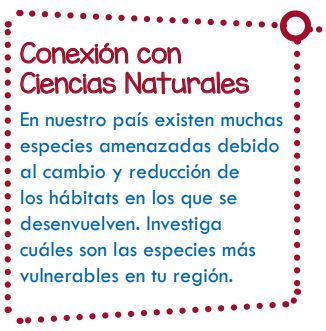 Conexión con
Ciencias Naturales
En nuestro país existen muchas
especies amenazadas debido
al cambio y reducción de
los hábitats en los que se
desenvuelven. Investiga
cuáles son las especies más
vulnerables en tu región.